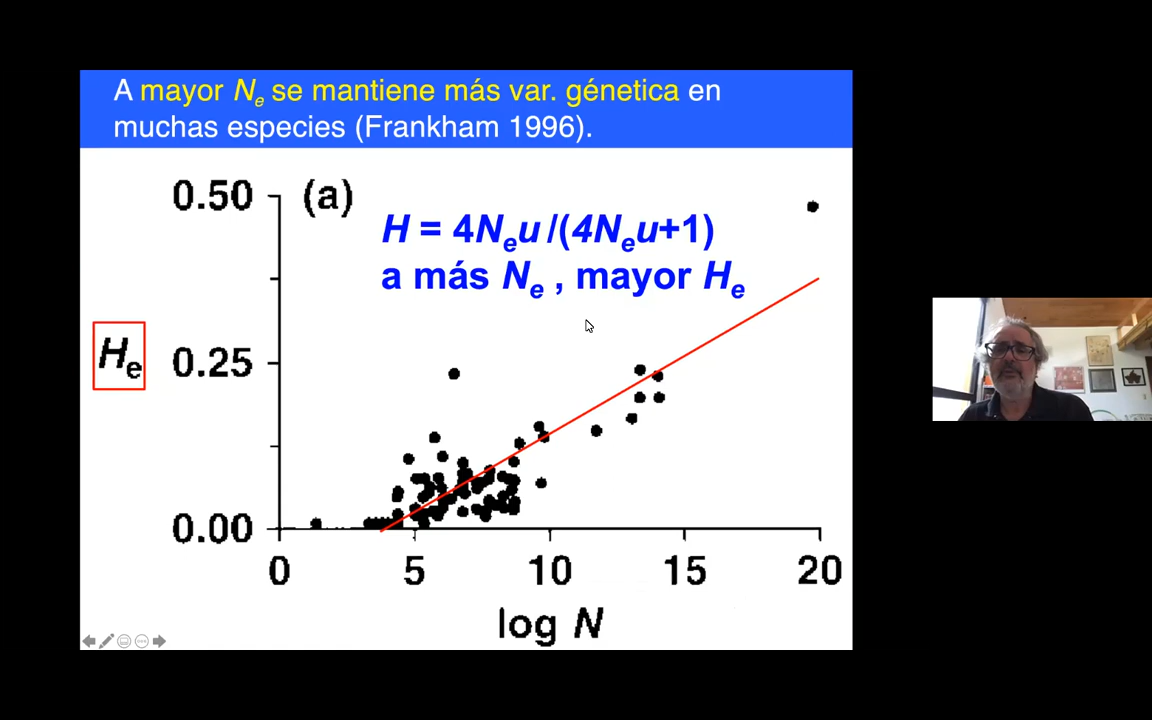 A mayor Ne se mantiene más var. génetica en
muchas especies (Frankham 1996).
0.50
(a)
H = 4Neu/(4Neu+1)
a más Ne , mayor He
He
0.25
0.00
0
5
10
15
20
log N